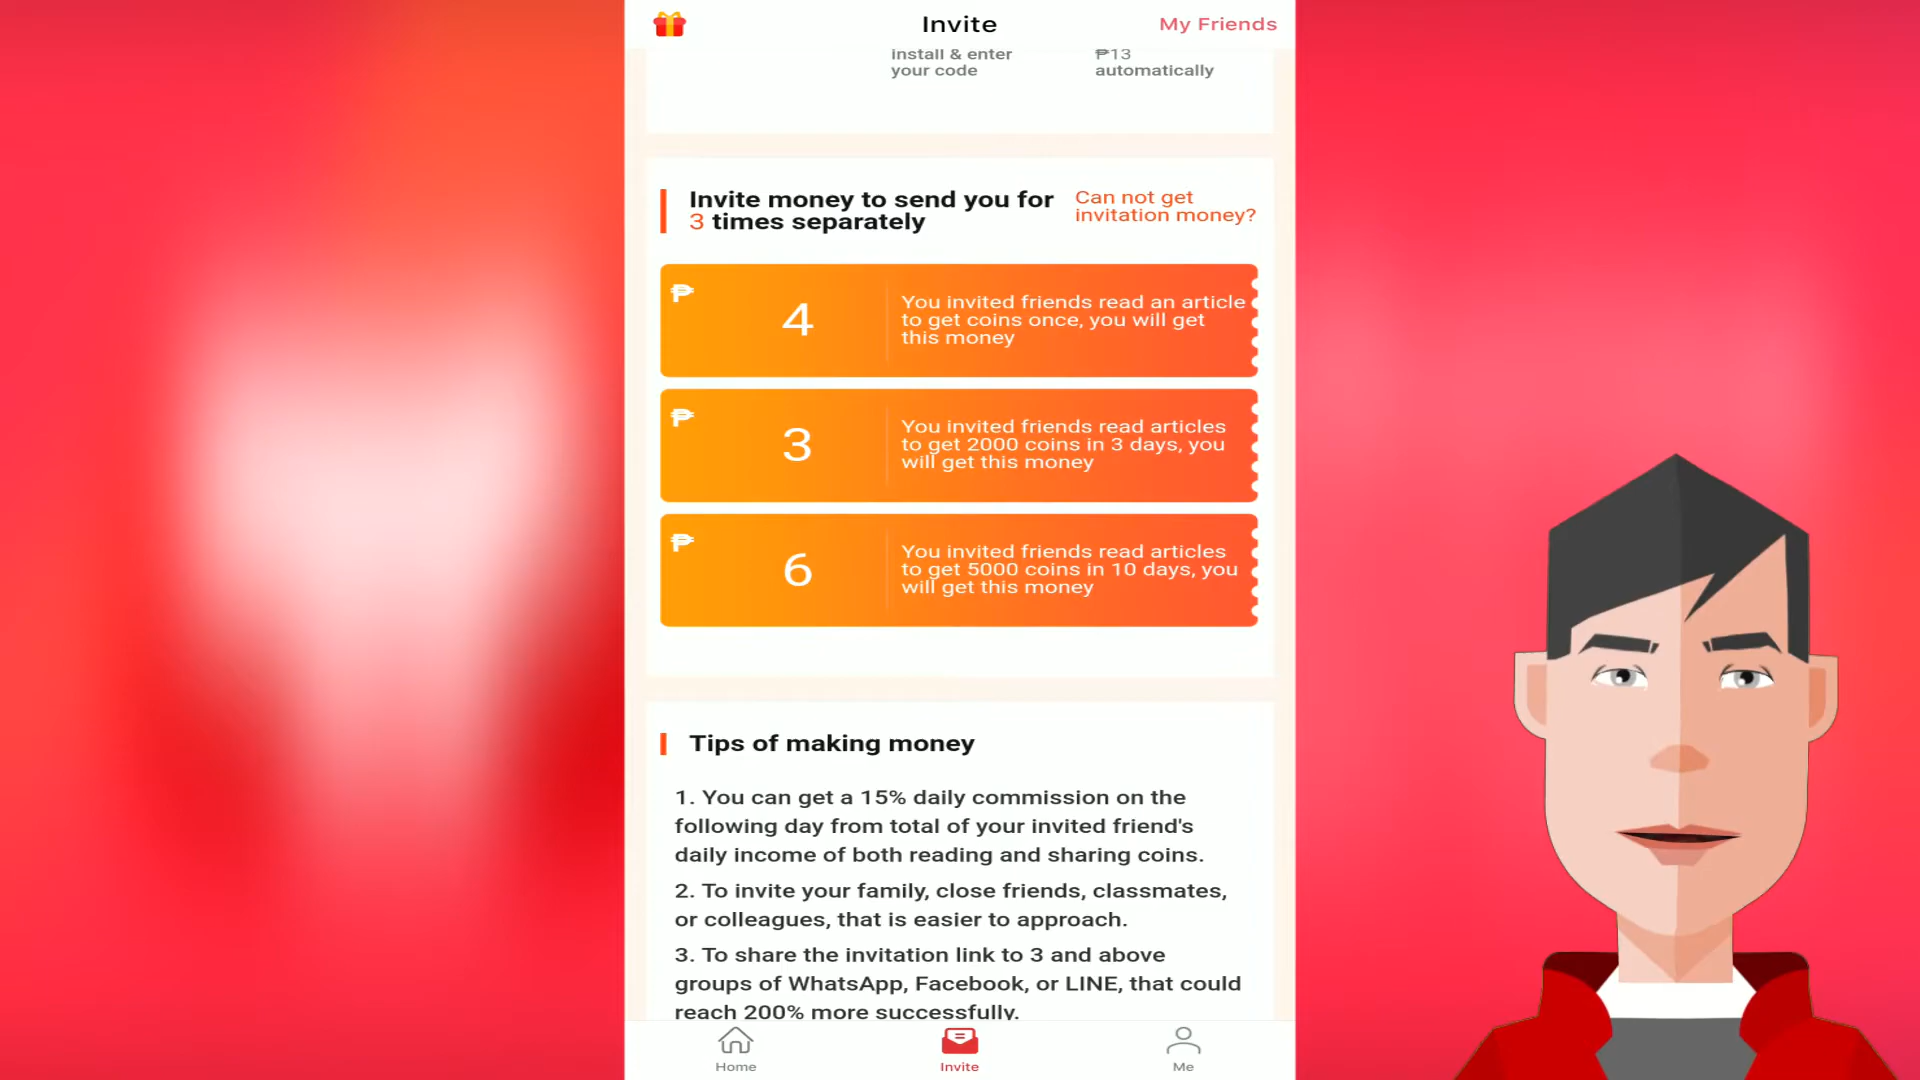 Invite
My Friends
install & enter
your code
₱13
automatically
Invite money to send you for
3 times separately
Can not get
invitation money?
₱
4
You invited friends read an article
to get coins once, you will get
this money
₱
3
You invited friends read articles
to get 2000 coins in 3 days, you
will get this money
₱
6
You invited friends read articles
to get 5000 coins in 10 days, you
will get this money
Tips of making money
1. You can get a 15% daily commission on the
following day from total of your invited friend's
daily income of both reading and sharing coins.
2. To invite your family, close friends, classmates,
or colleagues, that is easier to approach.
3. To share the invitation link to 3 and above
groups of WhatsApp, Facebook, or LINE, that could
reach 200% more successfully.
Home
Invite
Me